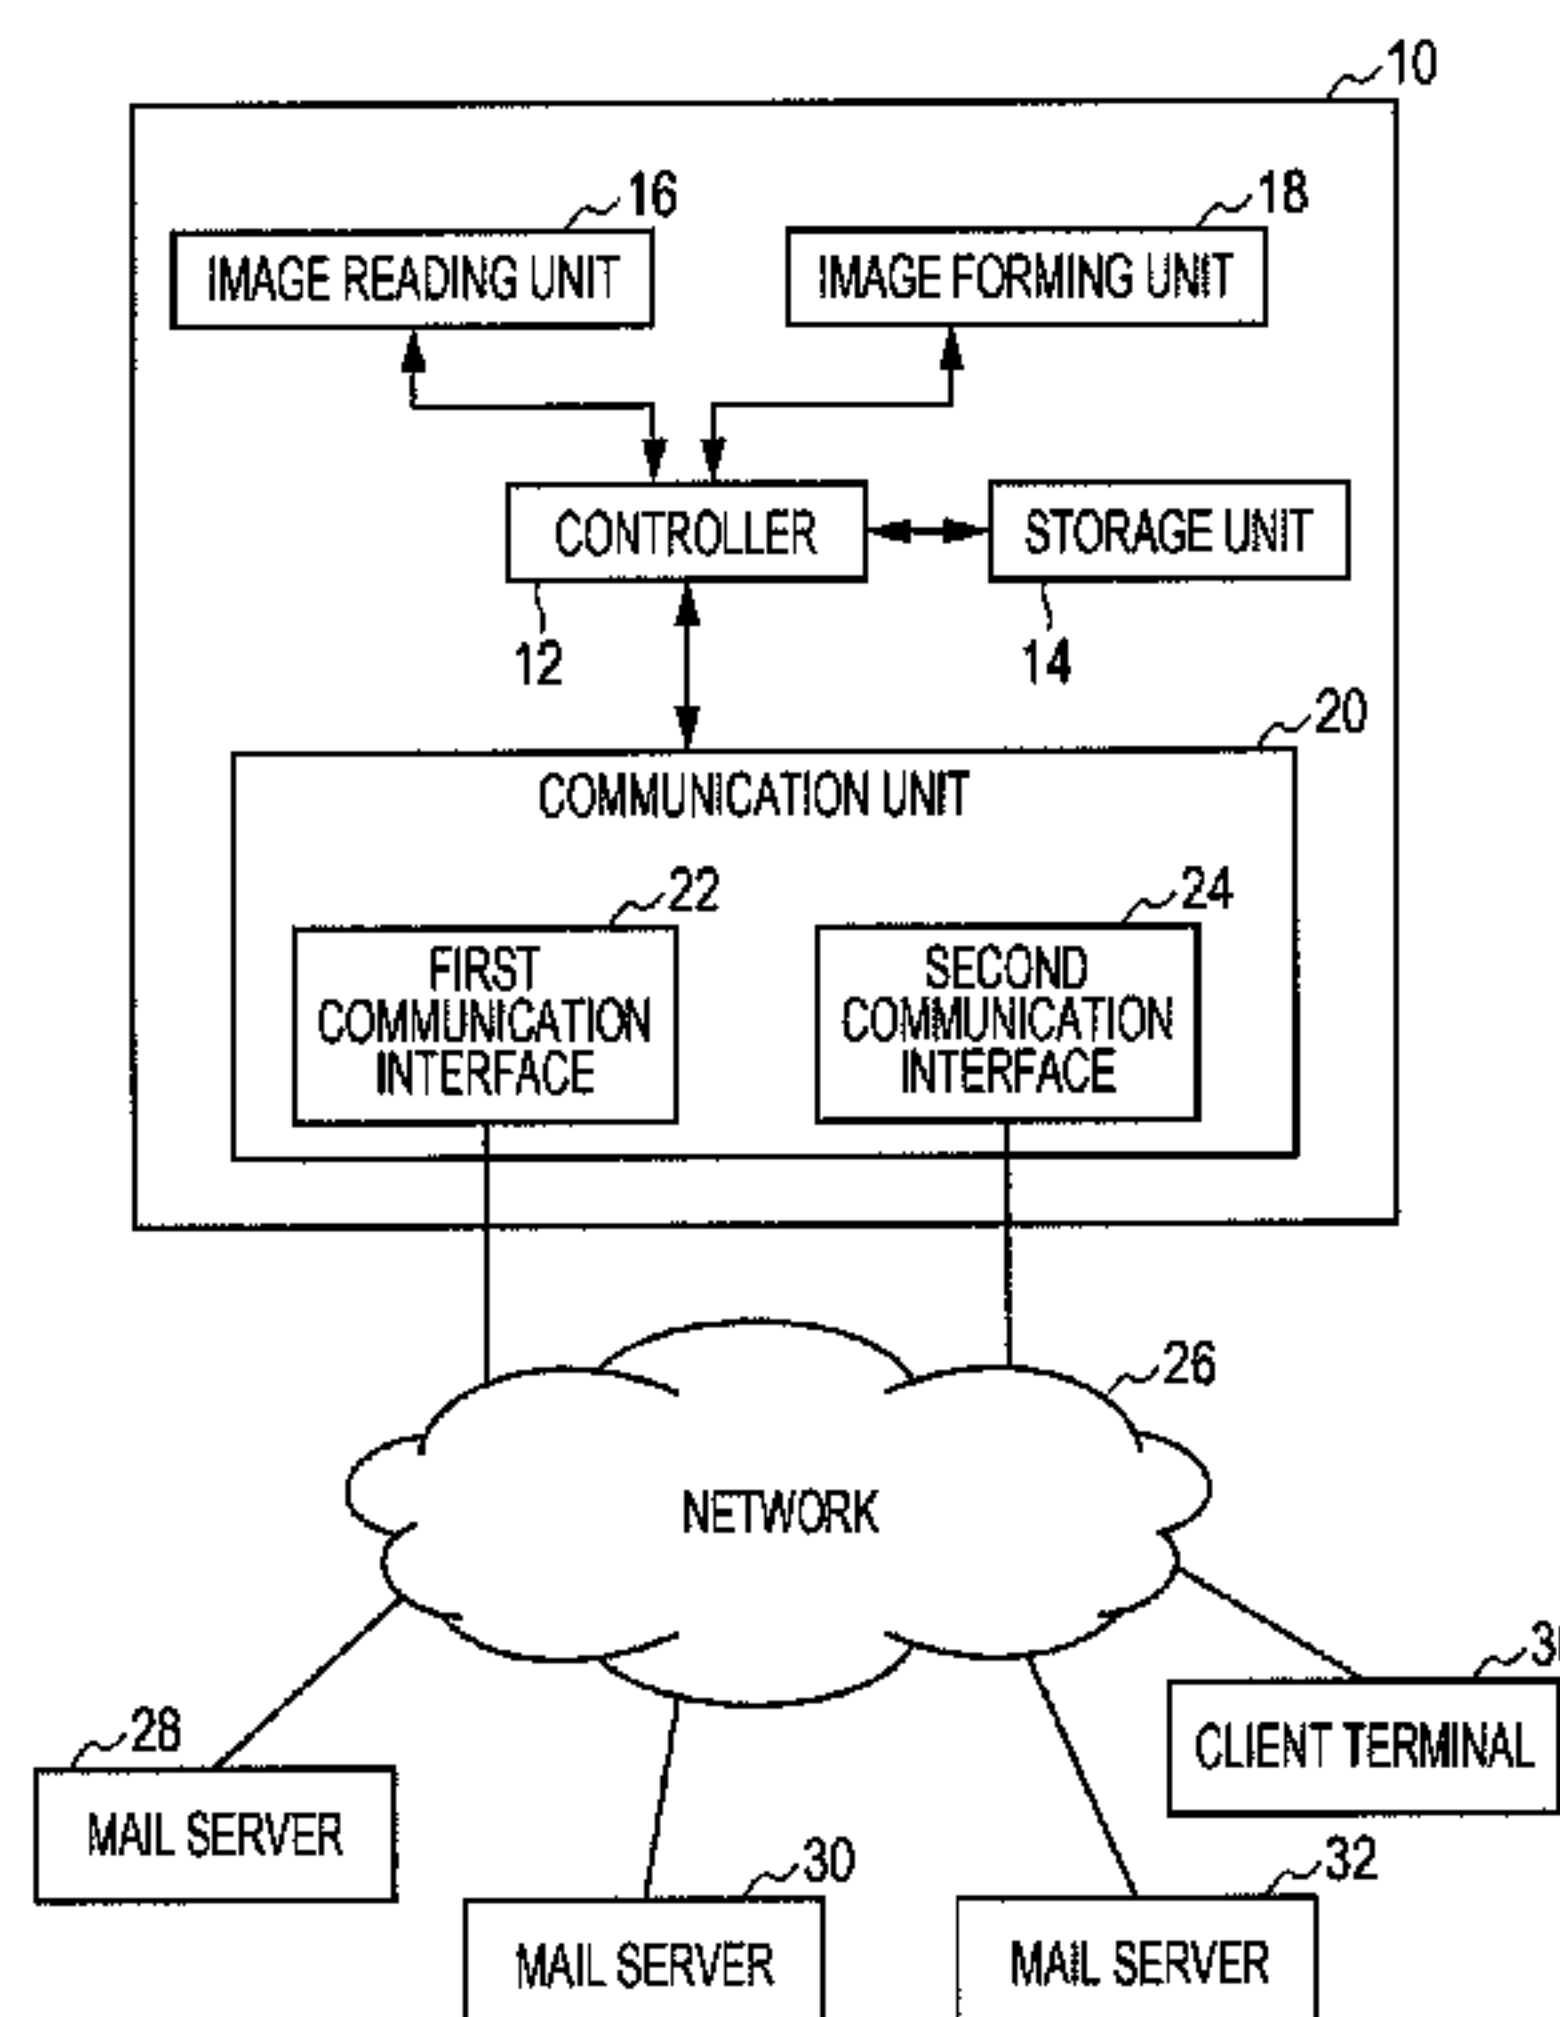 10
16
18
IMAGE READING UNIT
IMAGE FORMING UNIT
CONTROLLER
STORAGE UNIT
12
14
20
COMMUNICATION UNIT
22
24
FIRST
COMMUNICATION
INTERFACE
SECOND
COMMUNICATION
INTERFACE
26
NETWORK
28
MAIL SERVER
CLIENT TERMINAL
30
MAIL SERVER
32
MAIL SERVER